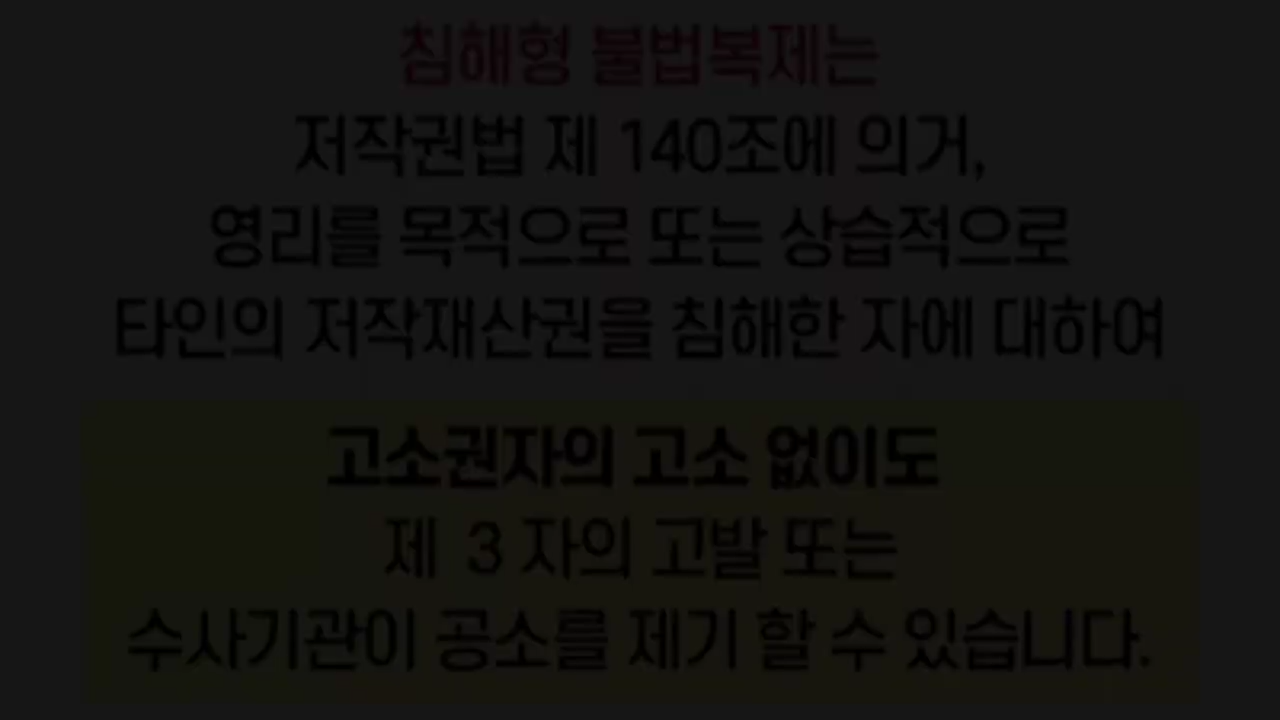 침해형 불법복제는
저작권법 제 140조에 의거,
영리를 목적으로 또는 상습적으로
타인의 저작재산권을 침해한 자에 대하여
고소권자의 고소 없이도
제 3 자의 고발 또는
수사기관이 공소를 제기 할 수 있습니다.